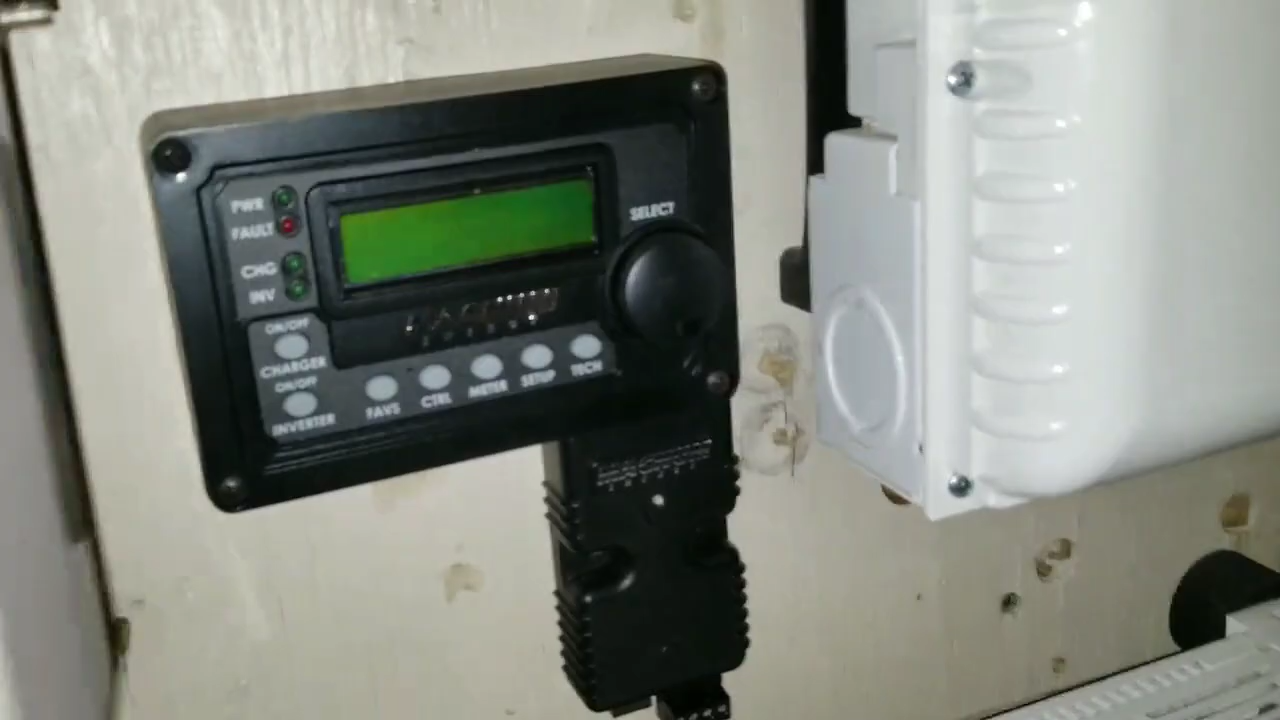 PWR
FAULT
CHG
INV
SELECT
ON/OFF
CHARGER
ON/OFF
INVERTER
FAVS
CTRL
METER
SETUP
TECH